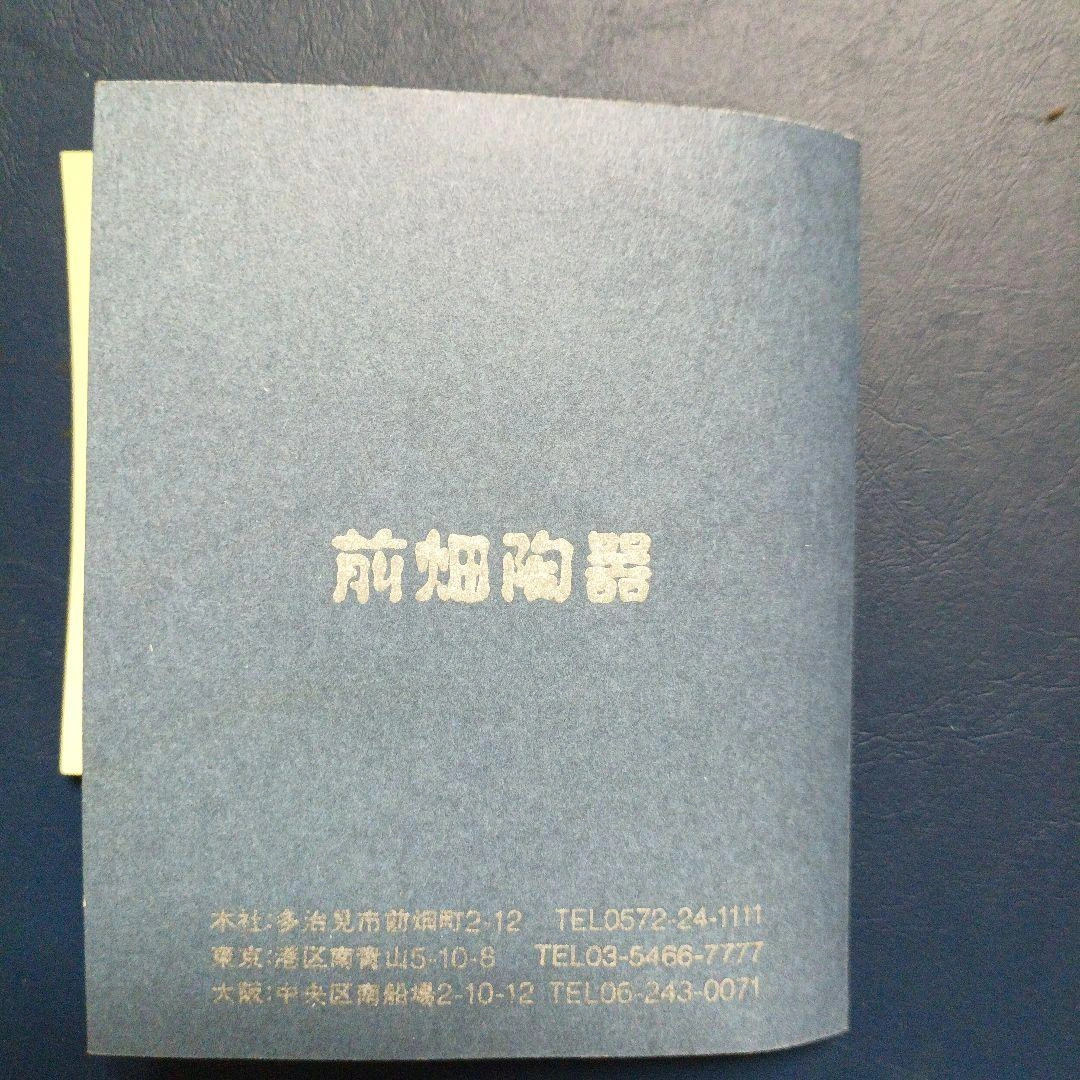 前畑陶器
本社:多治見市前畑町2-12 TEL0572-24-1111
東京:港区南青山5-10-8 TEL03-5466-7777
大阪:中央区南船場2-10-12 TEL06-243-0071